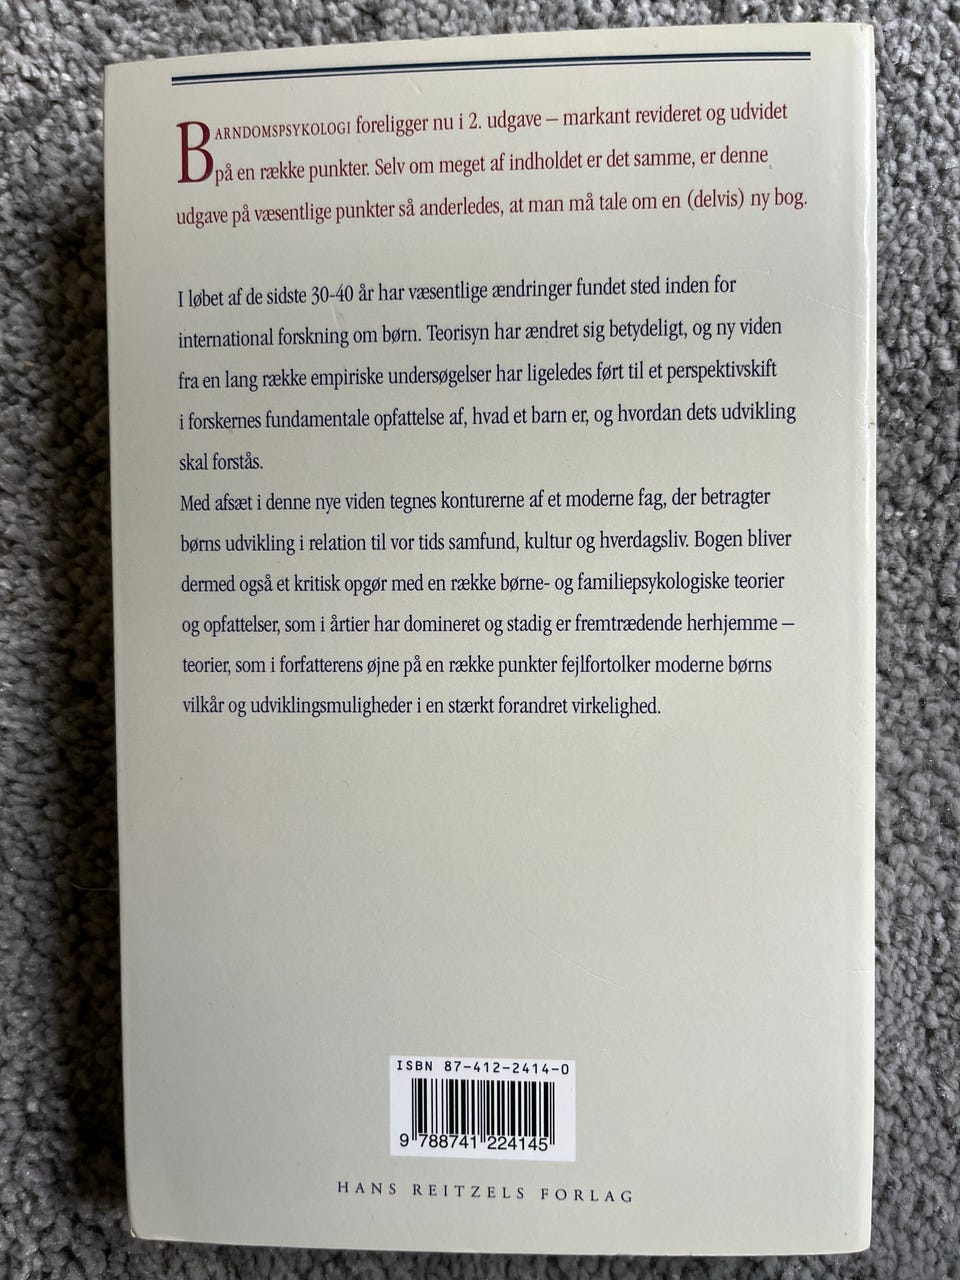 BARNDOMSPSYKOLOGI foreligger nu i 2. udgave – markant revideret og udvidet
på en række punkter. Selv om meget af indholdet er det samme, er denne
udgave på væsentlige punkter så anderledes, at man må tale om en (delvis) ny bog.
I løbet af de sidste 30-40 år har væsentlige ændringer fundet sted inden for
international forskning om børn. Teorisyn har ændret sig betydeligt, og ny viden
fra en lang række empiriske undersøgelser har ligeledes ført til et perspektivskift
i forskernes fundamentale opfattelse af, hvad et barn er, og hvordan dets udvikling
skal forstås.
Med afsæt i denne nye viden tegnes konturerne af et moderne fag, der betragter
børns udvikling i relation til vor tids samfund, kultur og hverdagsliv. Bogen bliver
dermed også et kritisk opgør med en række børne- og familiepsykologiske teorier
og opfattelser, som i årtier har domineret og stadig er fremtrædende herhjemme –
teorier, som i forfatterens øjne på en række punkter fejlfortolker moderne børns
vilkår og udviklingsmuligheder i en stærkt forandret virkelighed.
ISBN 87-412-2414-0
9 788741 224145
HANS REITZELS FORLAG